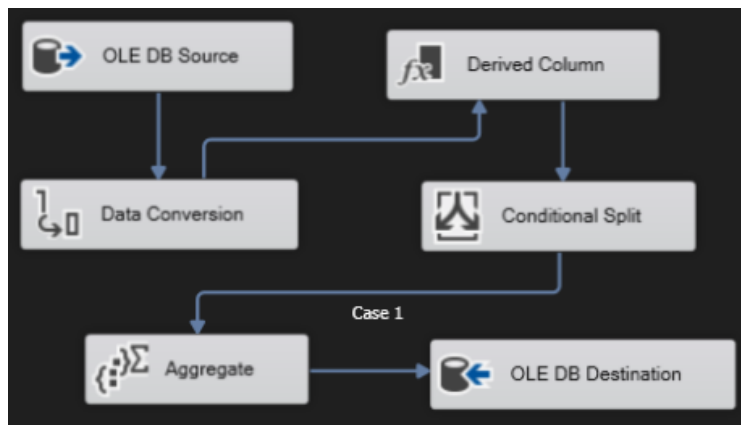 OLE DB Source
Derived Column
Data Conversion
Conditional Split
Case 1
Aggregate
OLE DB Destination